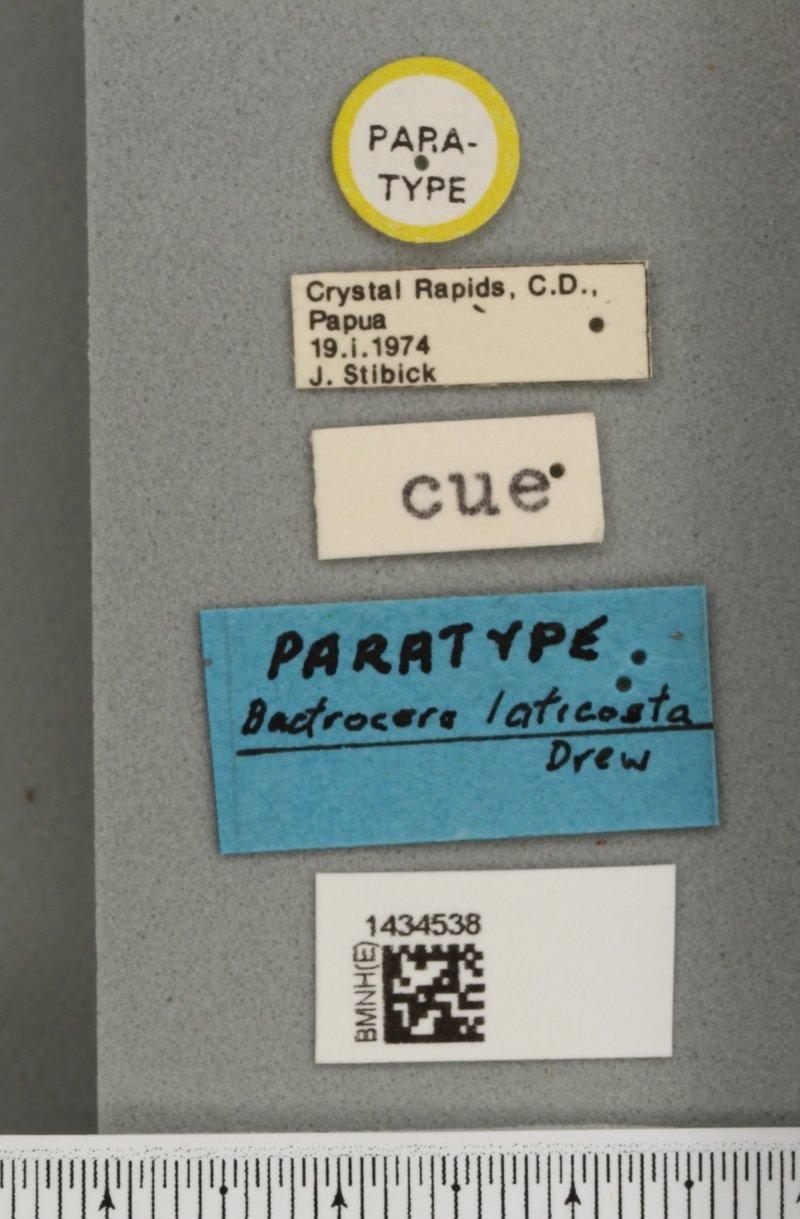 PARA-
TYPE
Crystal Rapids, C.D.,
Papua
19.i.1974
J. Stibick
cue
PARATYPE
Bactrocera laticosta
Drew
1434538
BMNH(E)